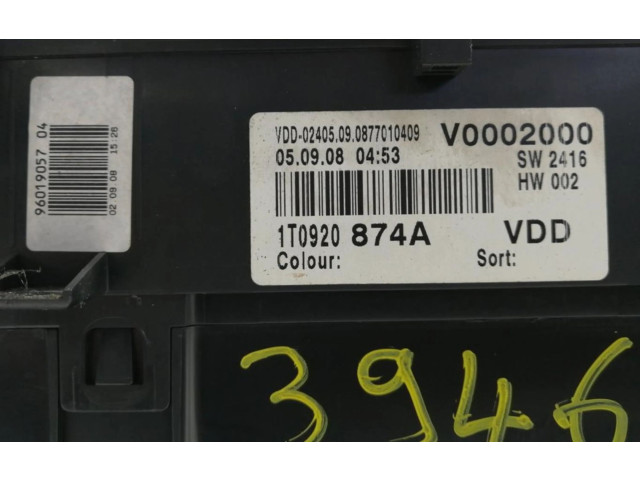 96019057 04
02 09 08 15:26
VDD-02405.09.0877010409 V0002000
05.09.08 04:53 SW 2416
HW 002
1T0920 874A VDD
Colour: Sort:
3946